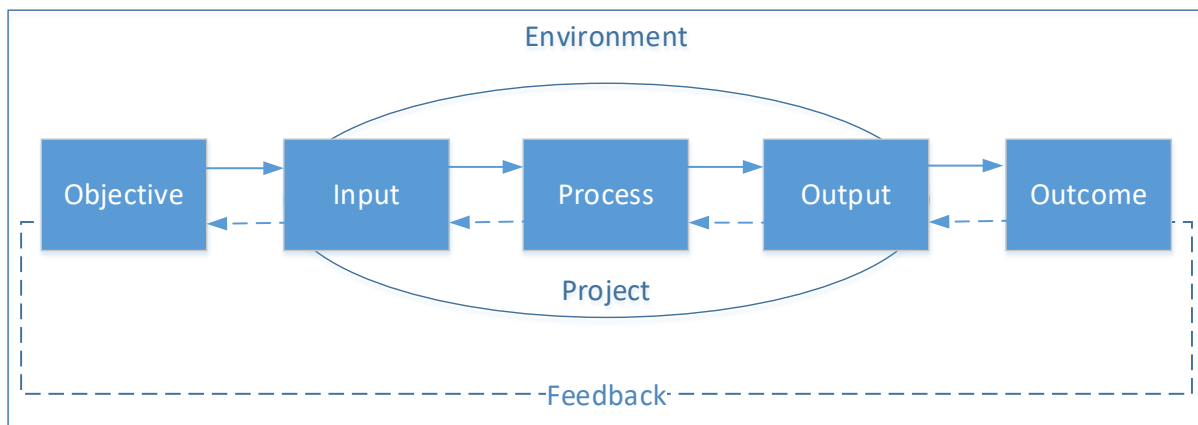 Environment
Objective
Input
Process
Output
Outcome
Project
Feedback